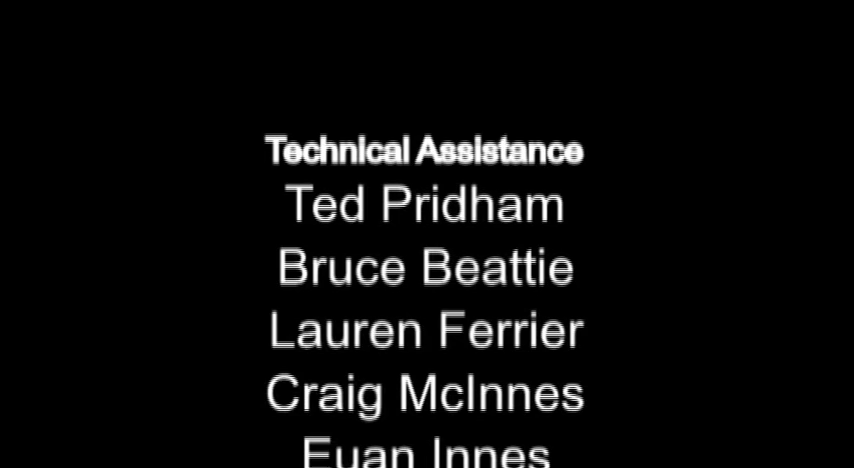 Technical Assistance
Ted Pridham
Bruce Beattie
Lauren Ferrier
Craig McInnes
Euan Innes